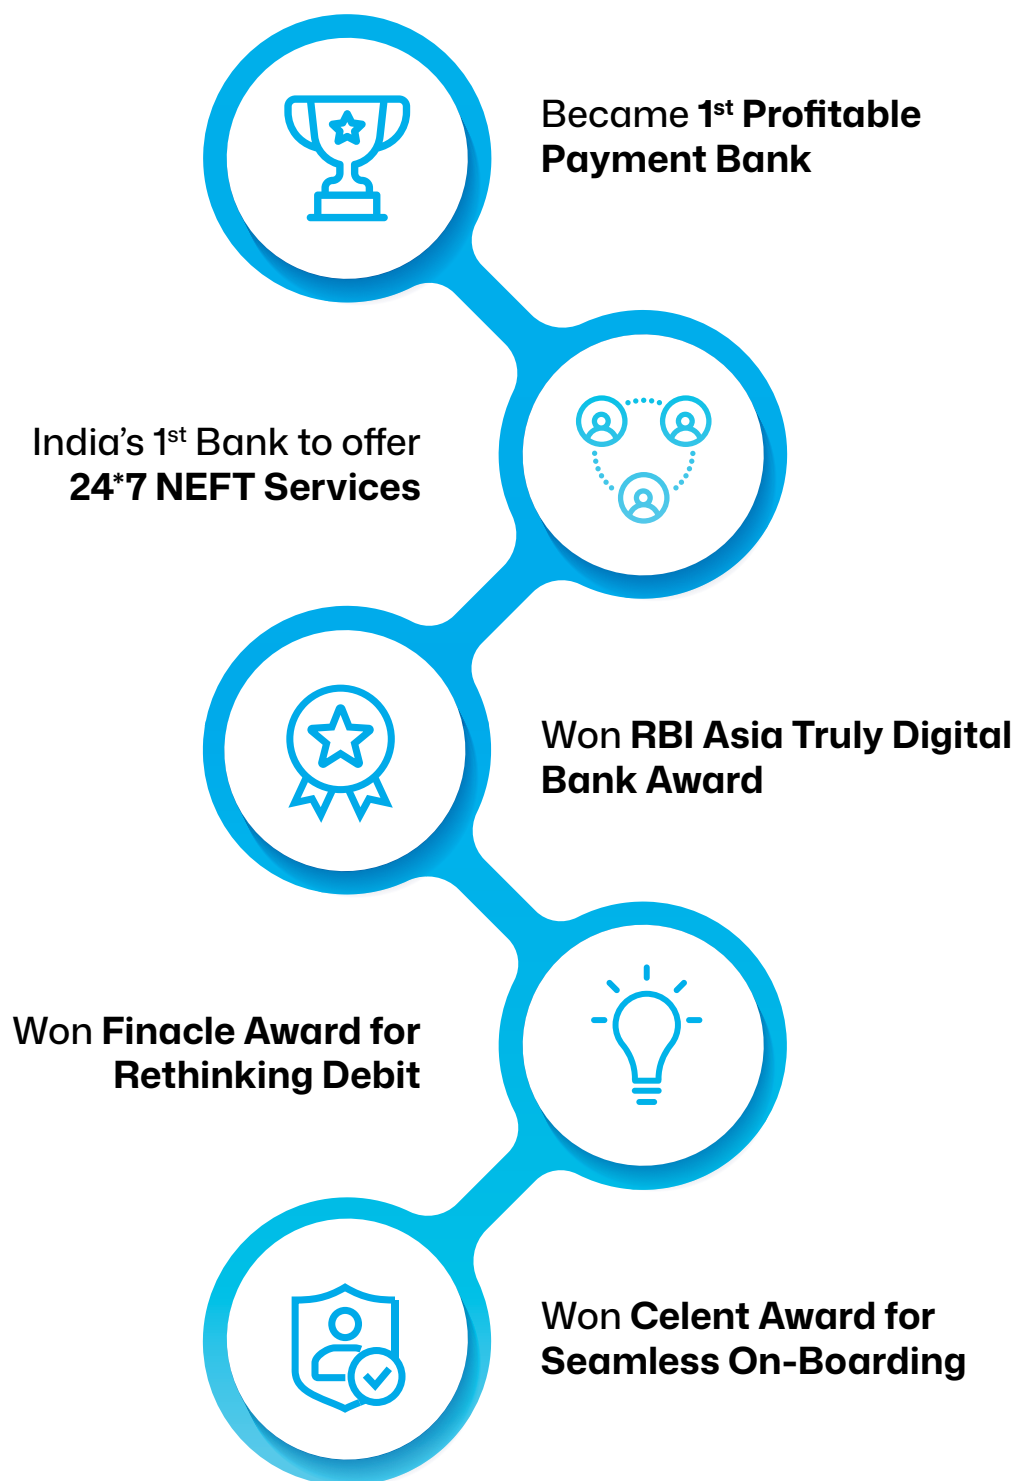 Became 1st Profitable
Payment Bank
India’s 1st Bank to offer
24*7 NEFT Services
Won RBI Asia Truly Digital
Bank Award
Won Finacle Award for
Rethinking Debit
Won Celent Award for
Seamless On-Boarding